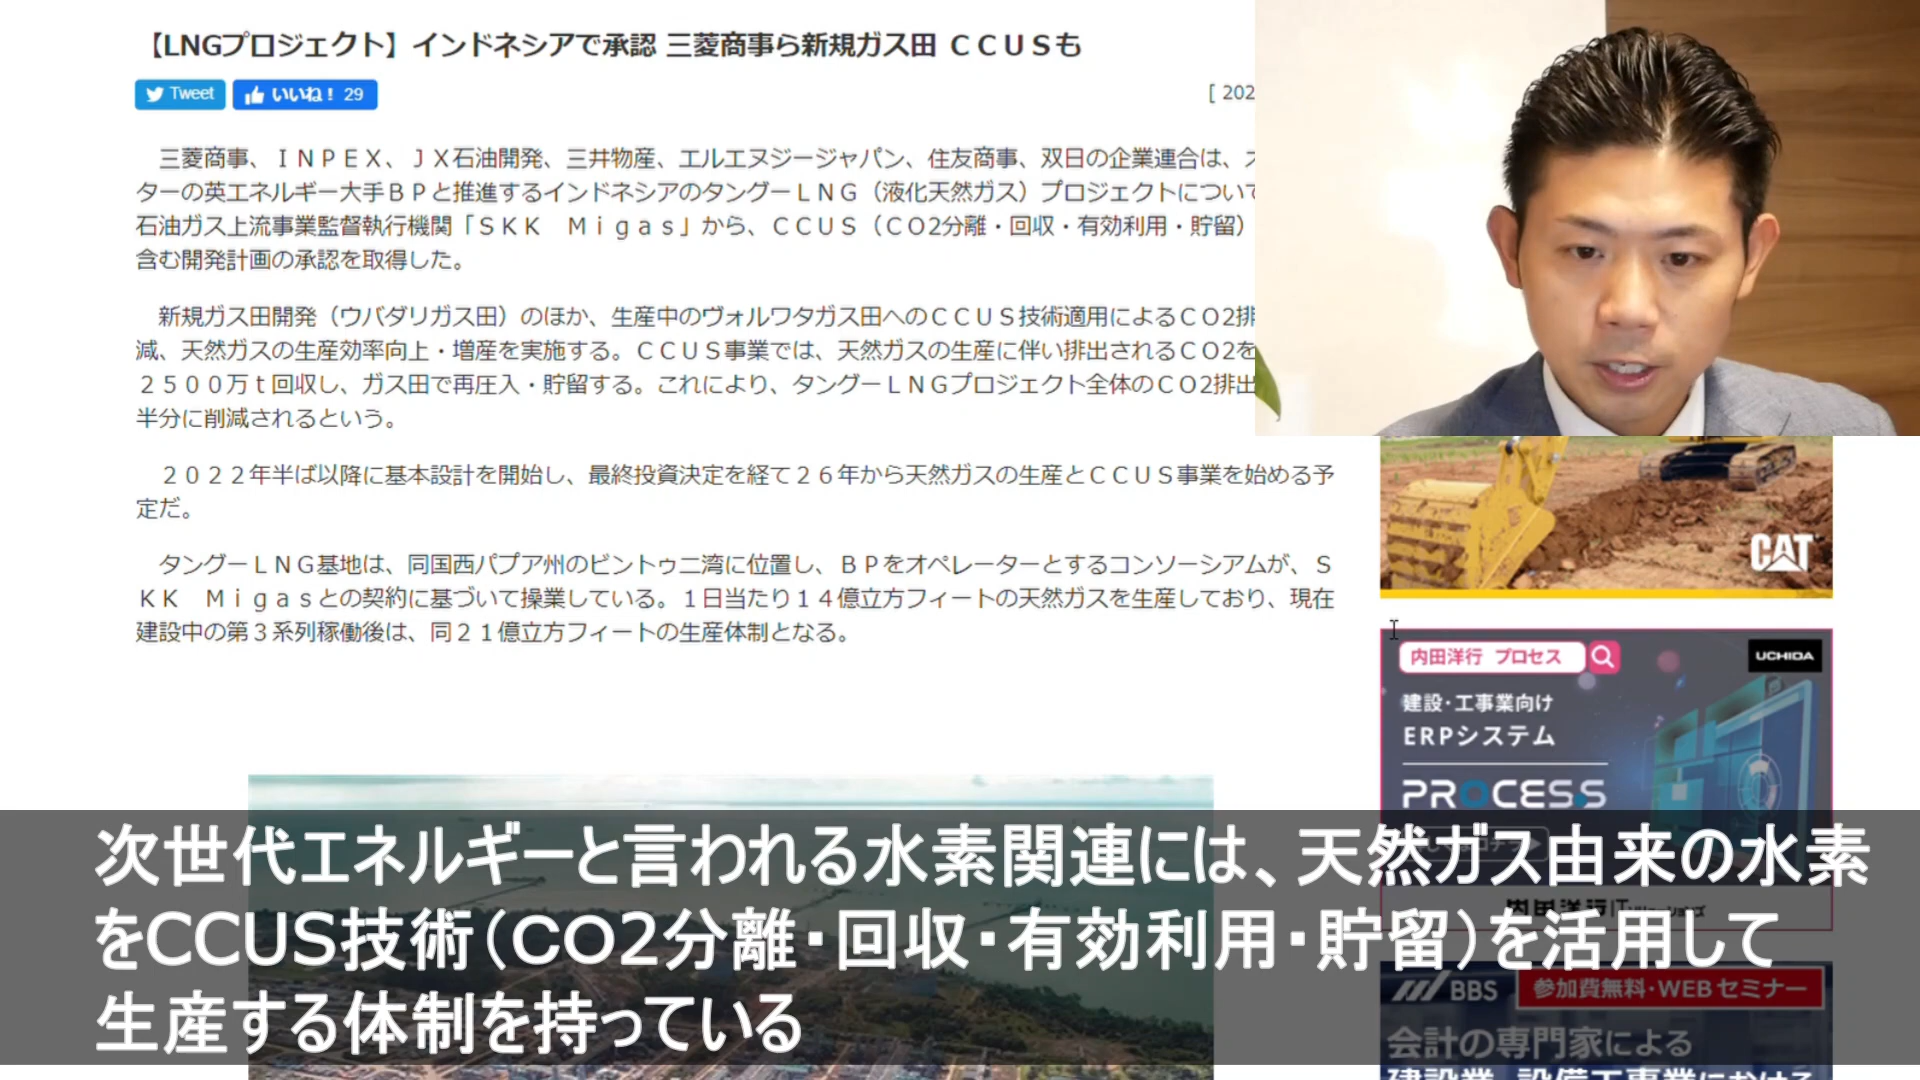 【LNGプロジェクト】インドネシアで承認 三菱商事ら新規ガス田 ＣＣＵＳも
Tweet
いいね！ 29
[ 202
三菱商事、ＩＮＰＥＸ、ＪＸ石油開発、三井物産、エルエヌジージャパン、住友商事、双日の企業連合は、
ターの英エネルギー大手ＢＰと推進するインドネシアのタングーＬＮＧ（液化天然ガス）プロジェクトについて
石油ガス上流事業監督執行機関「ＳＫＫ　Ｍｉｇａｓ」から、ＣＣＵＳ（ＣＯ2分離・回収・有効利用・貯留）
含む開発計画の承認を取得した。
新規ガス田開発（ウバダリガス田）のほか、生産中のヴォルワタガス田へのＣＣＵＳ技術適用によるＣＯ2排
減、天然ガスの生産効率向上・増産を実施する。ＣＣＵＳ事業では、天然ガスの生産に伴い排出されるＣＯ2を
２５００万ｔ回収し、ガス田で再圧入・貯留する。これにより、タングーＬＮＧプロジェクト全体のＣＯ2排出
半分に削減されるという。
２０２２年半ば以降に基本設計を開始し、最終投資決定を経て２６年から天然ガスの生産とＣＣＵＳ事業を始める予
定だ。
タングーＬＮＧ基地は、同国西パプア州のビントゥニ湾に位置し、ＢＰをオペレーターとするコンソーシアムが、Ｓ
ＫＫ　Ｍｉｇａｓとの契約に基づいて操業している。１日当たり１４億立方フィートの天然ガスを生産しており、現在
建設中の第３系列稼働後は、同２１億立方フィートの生産体制となる。
CAT
内田洋行 プロセス
UCHIDA
建設・工事業向け
ERPシステム
PROCES.S
次世代エネルギーと言われる水素関連には、天然ガス由来の水素
をCCUS技術（CO2分離・回収・有効利用・貯留）を活用して
生産する体制を持っている
BBS
参加費無料・WEBセミナー
会計の専門家による